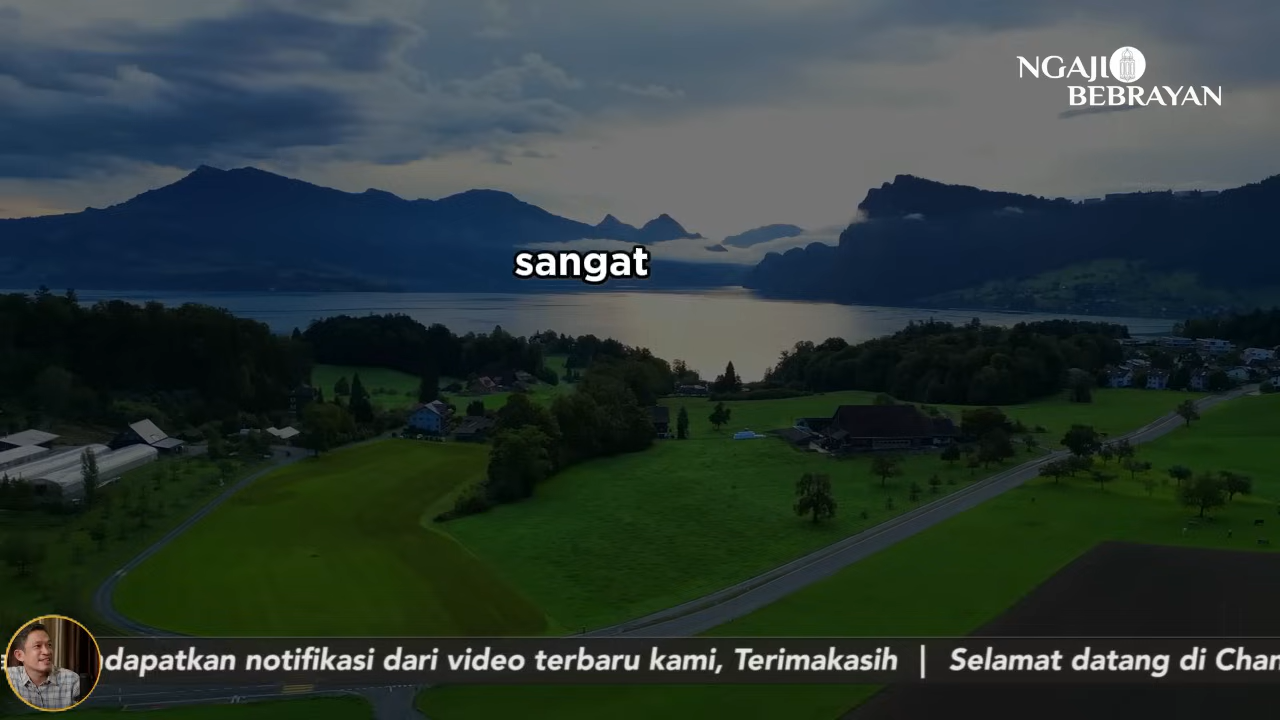 NGAJI
BEBRAYAN
sangat
dapatkan notifikasi dari video terbaru kami, Terimakasih | Selamat datang di Chan